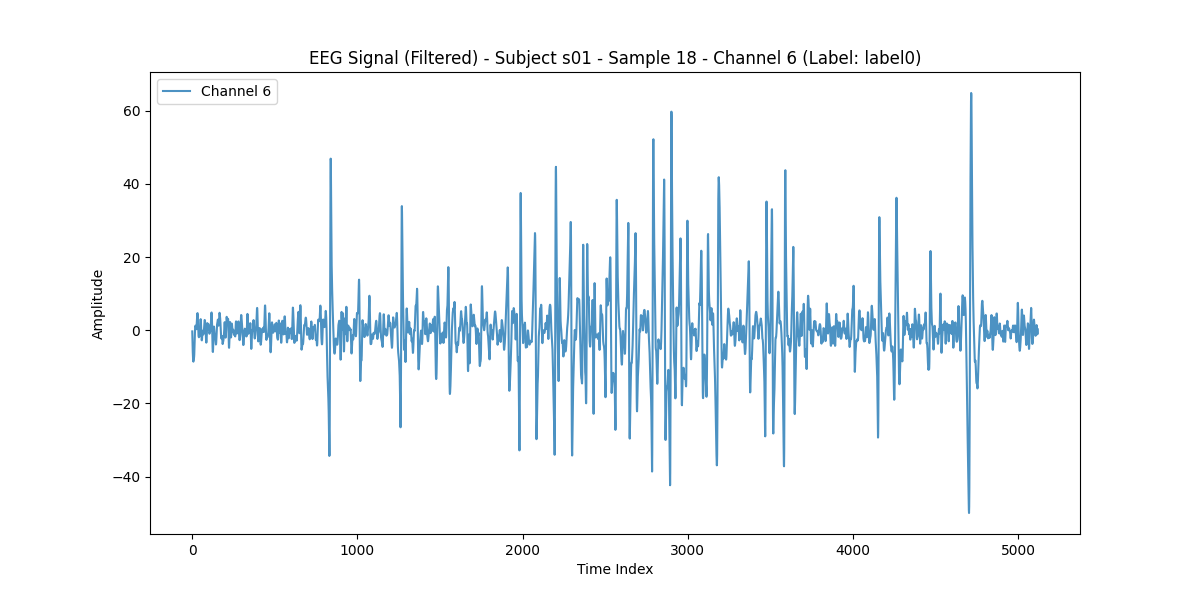 EEG Signal (Filtered) - Subject s01 - Sample 18 - Channel 6 (Label: label0)
Channel 6
60
40
20
0
−20
−40
Amplitude
0 1000 2000 3000 4000 5000
Time Index